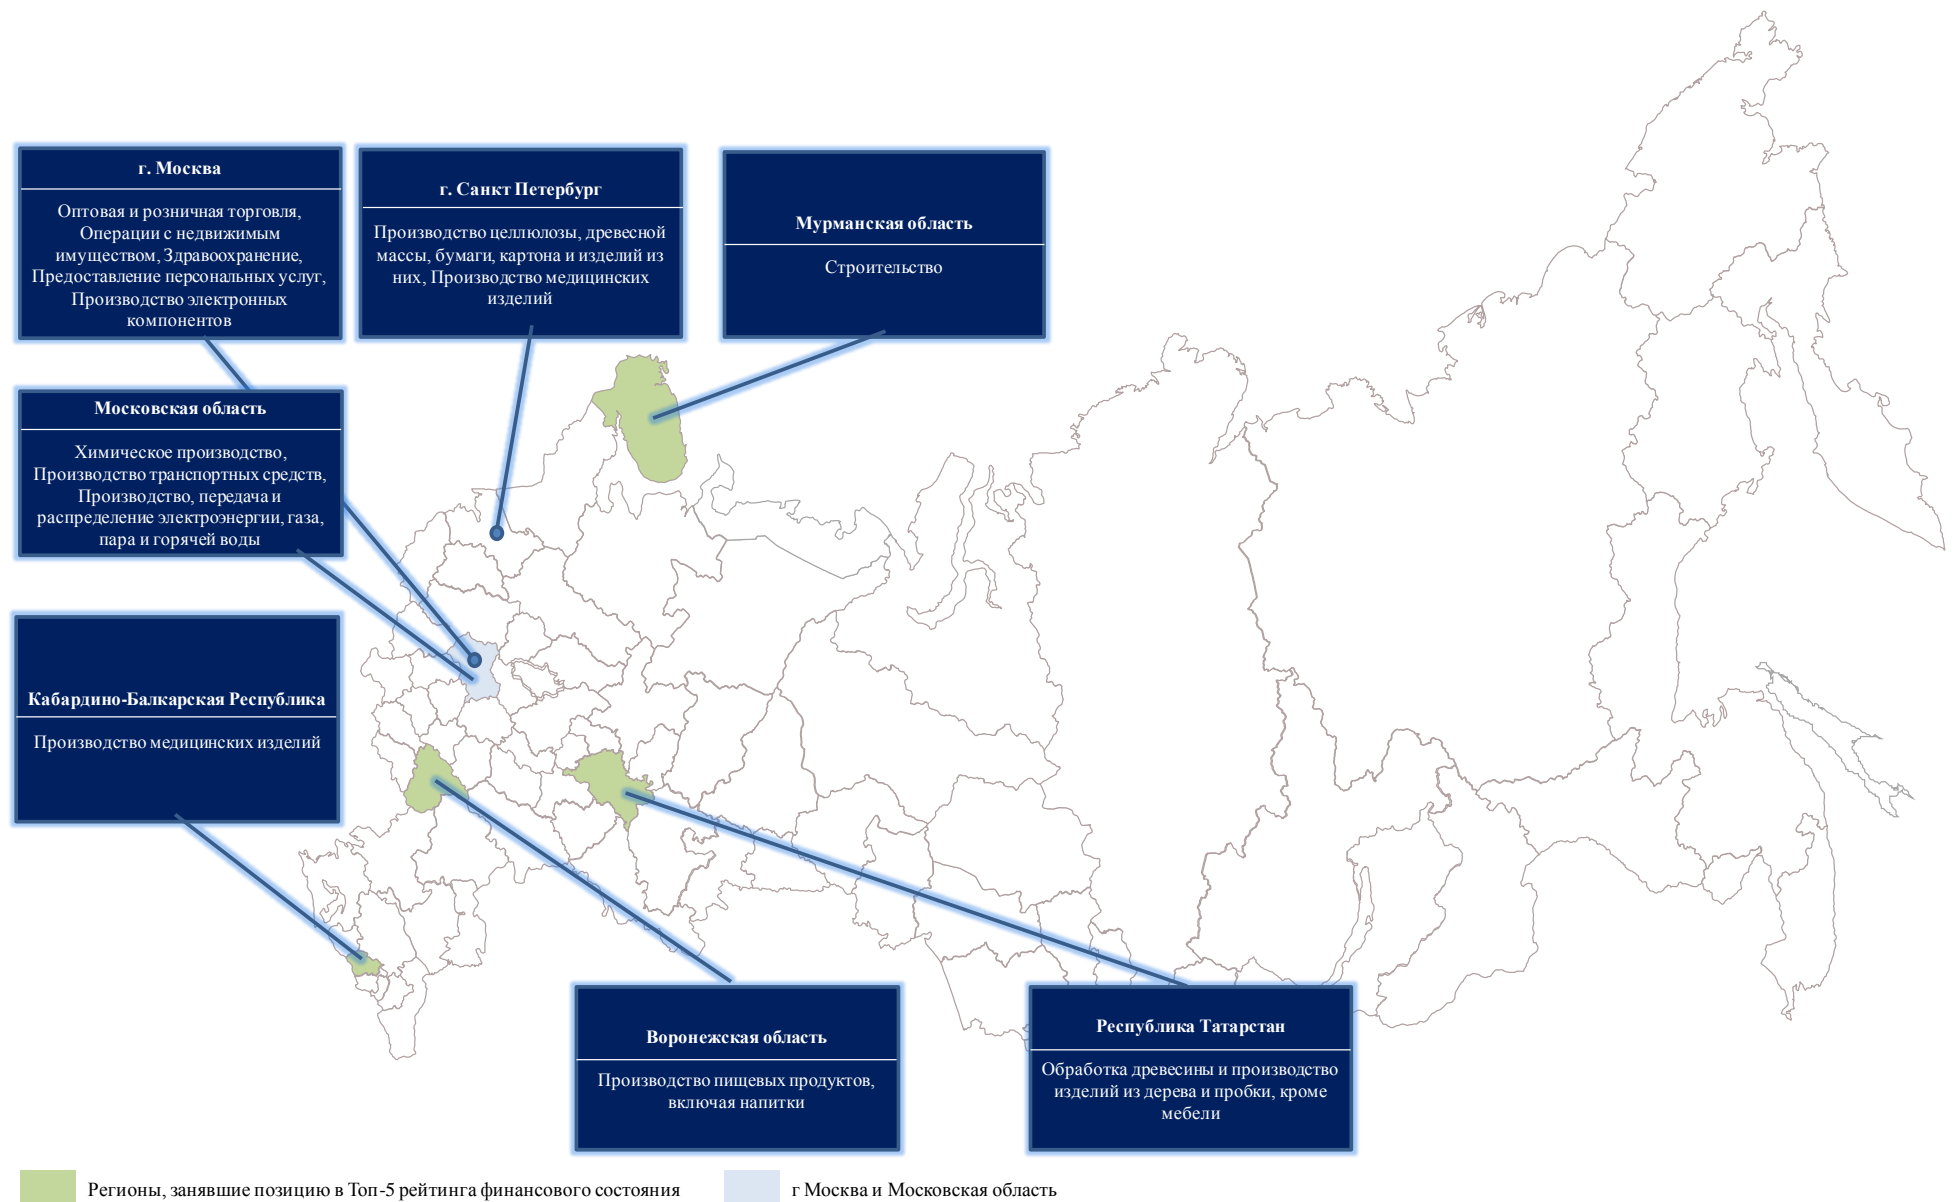 г. Москва
Оптовая и розничная торговля,
Операции с недвижимым
имуществом, Здравоохранение,
Предоставление персональных услуг,
Производство электронных
компонентов
г. Санкт Петербург
Производство целлюлозы, древесной
массы, бумаги, картона и изделий из
них, Производство медицинских
изделий
Мурманская область
Строительство
Московская область
Химическое производство,
Производство транспортных средств,
Производство, передача и
распределение электроэнергии, газа,
пара и горячей воды
Кабардино-Балкарская Республика
Производство медицинских изделий
Воронежская область
Производство пищевых продуктов,
включая напитки
Республика Татарстан
Обработка древесины и производство
изделий из дерева и пробки, кроме
мебели
Регионы, занявшие позицию в Топ-5 рейтинга финансового состояния
г Москва и Московская область